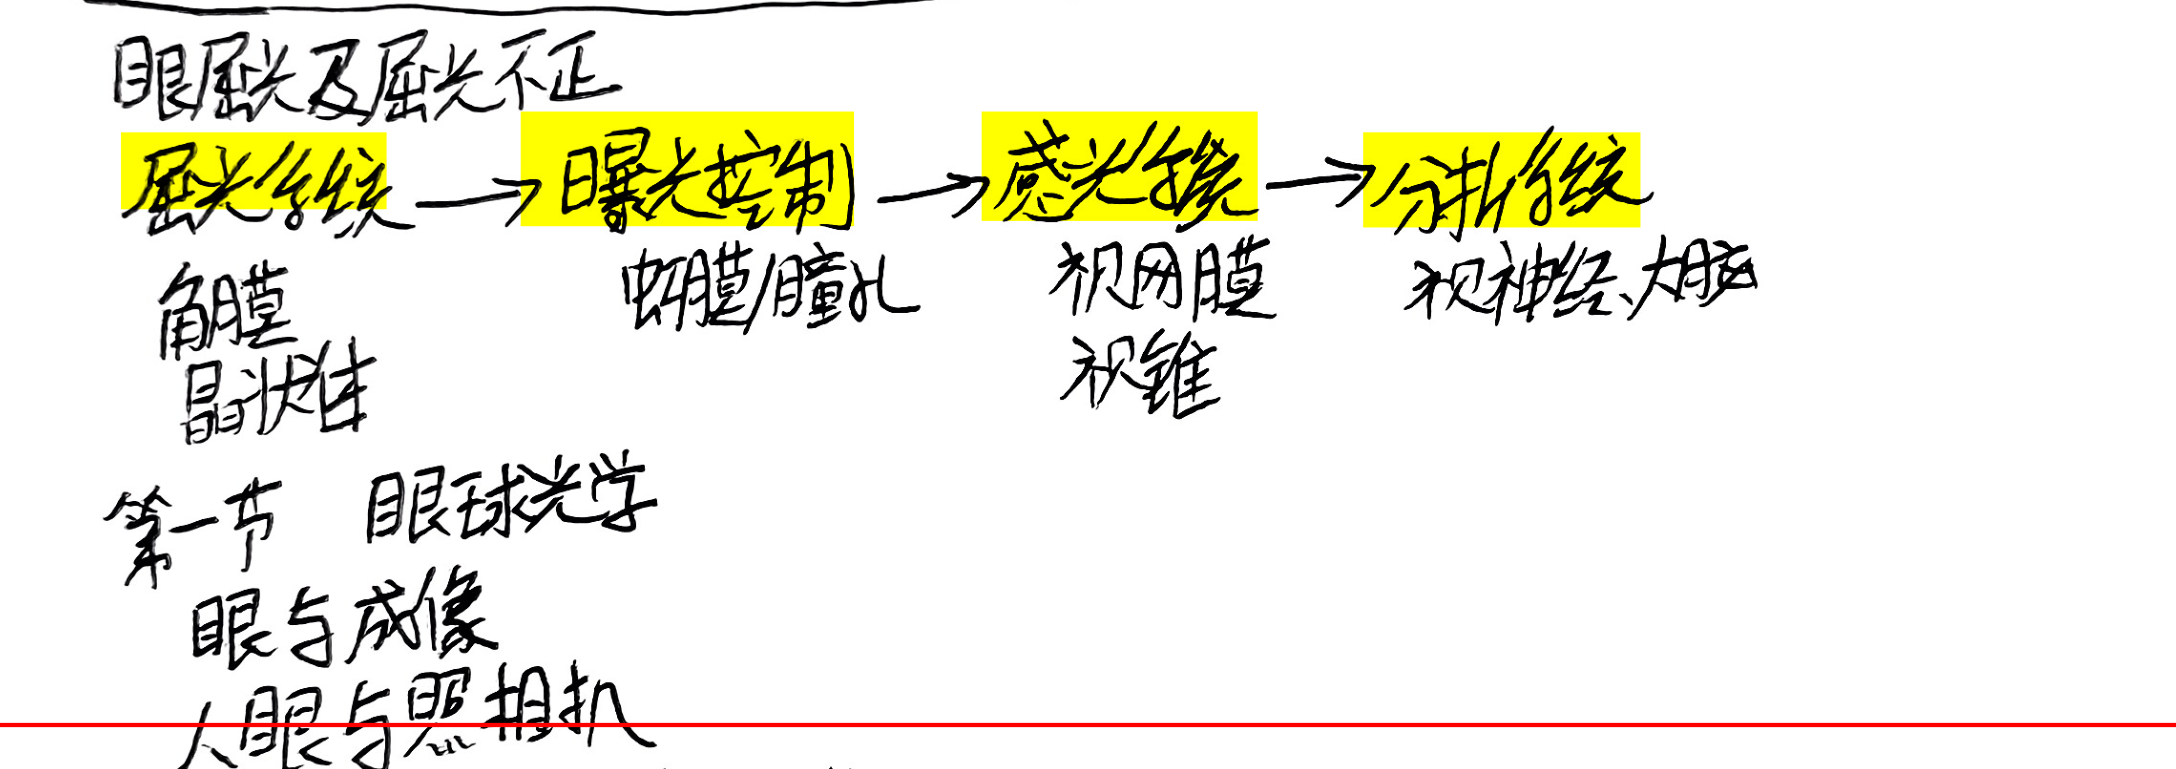 眼屈光及屈光不正
屈光系统 → 曝光控制 → 感光系统 → 分析系统
角膜 虹膜/瞳孔 视网膜 视神经、大脑
晶状体 视锥
第一节 眼球光学
眼与成像
人眼与照相机